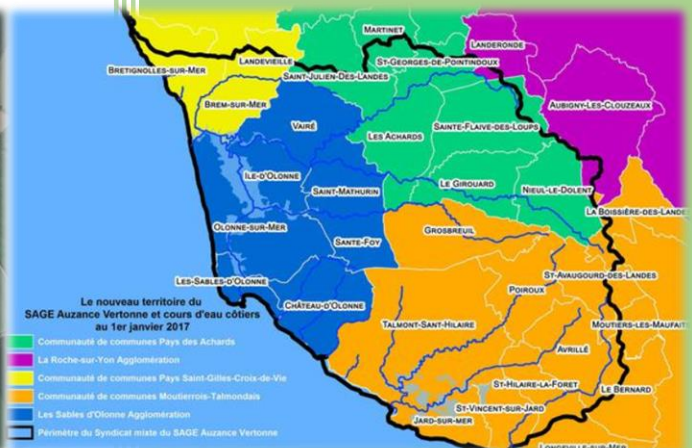 MARTINET
LANDERONDE
LANDEVIEILLE
ST-GEORGES-DE-POINTINDOUX
BRETIGNOLLES-SUR-MER
SAINT-JULIEN-DES-LANDES
BREM-SUR-MER
AUBIGNY-LES-CLOUZEAUX
VAIRÉ
SAINTE-FLAIVE-DES-LOUPS
LES ACHARDS
ILE-D'OLONNE
LE GIROUARD
SAINT-MATHURIN
NIEUL-LE-DOLENT
LA BOISSIÈRE-DES-LANDE
OLONNE-SUR-MER
GROSBREUIL
SANTE-FOY
ST-AVAUGOURD-DES-LANDES
LES-SABLES-D'OLONNE
POIROUX
CHÂTEAU-D'OLONNE
TALMONT-SANT-HILAIRE
MOUTIERS-LES-MAUFAIT
AVRILLÉ
ST-HILAIRE-LA-FORET
LE BERNARD
ST-VINCENT-SUR-JARD
JARD-SUR-MER
LONGEVILLE-SUR-MER
Le nouveau territoire du
SAGE Auzance Vertonne et cours d'eau côtiers
au 1er janvier 2017
Communauté de communes Pays des Achards
La Roche-sur-Yon Agglomération
Communauté de communes Pays Saint-Gilles-Croix-de-Vie
Communauté de communes Moutierrois-Talmondais
Les Sables d'Olonne Agglomération
Périmètre du Syndicat mixte du SAGE Auzance Vertonne